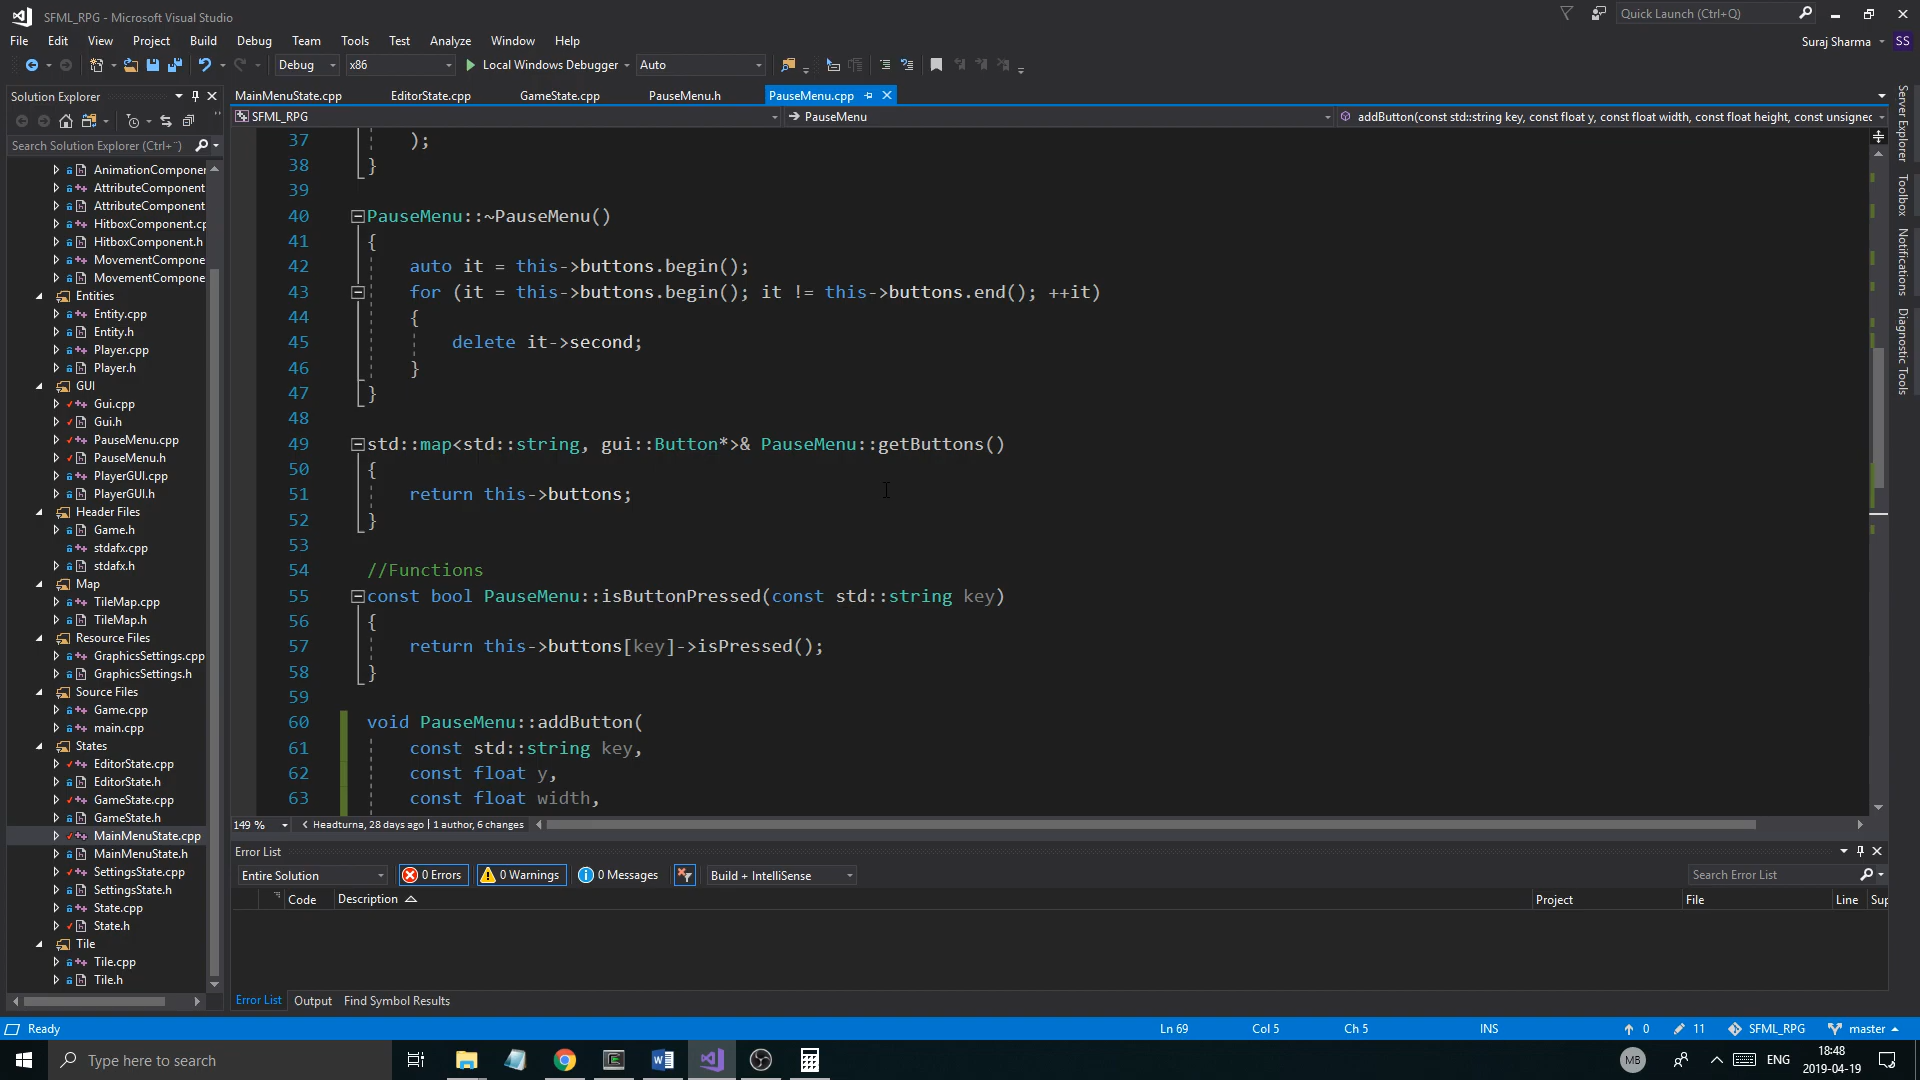 SFML_RPG - Microsoft Visual Studio
Quick Launch (Ctrl+Q)
File Edit View Project Build Debug Team Tools Test Analyze Window Help
Suraj Sharma SS
Debug x86 Local Windows Debugger Auto
Solution Explorer
Search Solution Explorer (Ctrl+¨)
AnimationComponen
AttributeComponent
AttributeComponent
HitboxComponent.cp
HitboxComponent.h
MovementCompone
MovementCompone
Entities
Entity.cpp
Entity.h
Player.cpp
Player.h
GUI
Gui.cpp
Gui.h
PauseMenu.cpp
PauseMenu.h
PlayerGUI.cpp
PlayerGUI.h
Header Files
Game.h
stdafx.cpp
stdafx.h
Map
TileMap.cpp
TileMap.h
Resource Files
GraphicsSettings.cpp
GraphicsSettings.h
Source Files
Game.cpp
main.cpp
States
EditorState.cpp
EditorState.h
GameState.cpp
GameState.h
MainMenuState.cpp
MainMenuState.h
SettingsState.cpp
SettingsState.h
State.cpp
State.h
Tile
Tile.cpp
Tile.h
MainMenuState.cpp EditorState.cpp GameState.cpp PauseMenu.h PauseMenu.cpp
SFML_RPG PauseMenu addButton(const std::string key, const float y, const float width, const float height, const unsigned
37 );
38 }
39
40 PauseMenu::~PauseMenu()
41 {
42 auto it = this->buttons.begin();
43 for (it = this->buttons.begin(); it != this->buttons.end(); ++it)
44 {
45 delete it->second;
46 }
47 }
48
49 std::map<std::string, gui::Button*>& PauseMenu::getButtons()
50 {
51 return this->buttons;
52 }
53
54 //Functions
55 const bool PauseMenu::isButtonPressed(const std::string key)
56 {
57 return this->buttons[key]->isPressed();
58 }
59
60 void PauseMenu::addButton(
61 const std::string key,
62 const float y,
63 const float width,
149 % Headturna, 28 days ago | 1 author, 6 changes
Error List
Entire Solution 0 Errors 0 Warnings 0 Messages Build + IntelliSense Search Error List
Code Description Project File Line Sup
Error List Output Find Symbol Results
Server Explorer
Toolbox
Notifications
Diagnostic Tools
Ready Ln 69 Col 5 Ch 5 INS 0 11 SFML_RPG master
Type here to search
MB ENG 18:48
2019-04-19